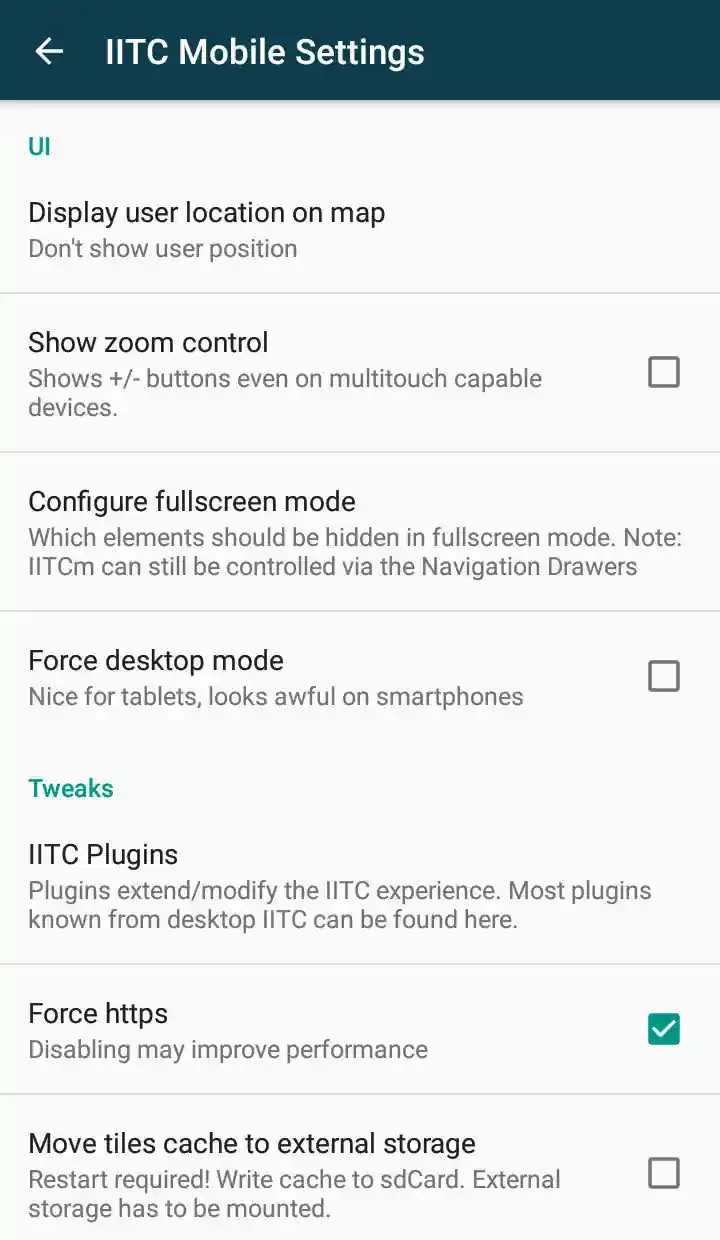 IITC Mobile Settings
UI
Display user location on map
Don't show user position
Show zoom control
Shows +/- buttons even on multitouch capable
devices.
Configure fullscreen mode
Which elements should be hidden in fullscreen mode. Note:
IITCm can still be controlled via the Navigation Drawers
Force desktop mode
Nice for tablets, looks awful on smartphones
Tweaks
IITC Plugins
Plugins extend/modify the IITC experience. Most plugins
known from desktop IITC can be found here.
Force https
Disabling may improve performance
Move tiles cache to external storage
Restart required! Write cache to sdCard. External
storage has to be mounted.